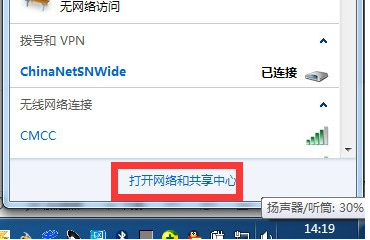 无网络访问
拨号和 VPN
ChinaNetSNWide 已连接
无线网络连接
CMCC
打开网络和共享中心
扬声器/听筒: 30%
14:19